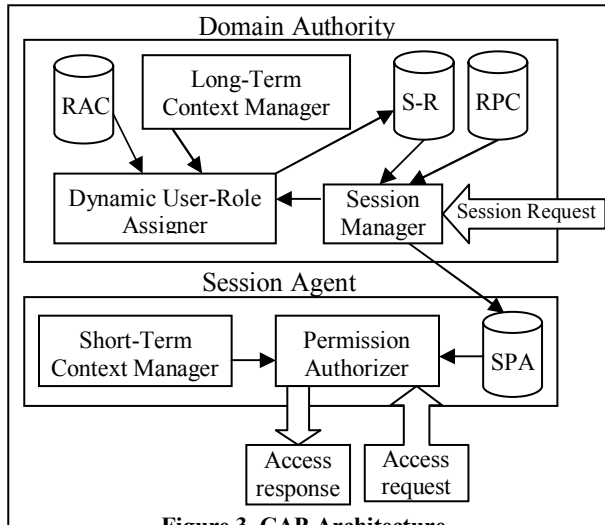 Domain Authority
RAC
Long-Term
Context Manager
S-R
RPC
Dynamic User-Role
Assigner
Session
Manager
Session Request
Session Agent
Short-Term
Context Manager
Permission
Authorizer
SPA
Access
response
Access
request
Figure 3. CAP Architecture